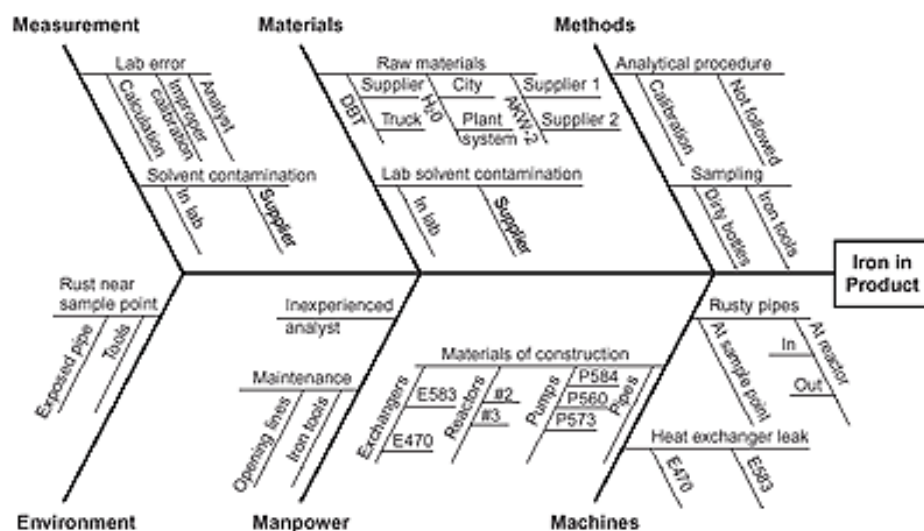 Measurement
Materials
Methods
Lab error
Calculation
Improper
calibration
Analyst
Solvent contamination
In lab
Supplier
Raw materials
DBT
Supplier
Truck
H₂0
City
Plant
system
AKW-2
Supplier 1
Supplier 2
Lab solvent contamination
In lab
Supplier
Analytical procedure
Calibration
Not followed
Sampling
Dirty bottles
Iron tools
Iron in
Product
Rust near
sample point
Exposed pipe
Tools
Inexperienced
analyst
Maintenance
Opening lines
Iron tools
Materials of construction
Exchangers
E583
E470
Reactors
#2
#3
Pumps
P584
P560
P573
Pipes
Rusty pipes
At sample point
At reactor
In
Out
Heat exchanger leak
E470
E583
Environment
Manpower
Machines